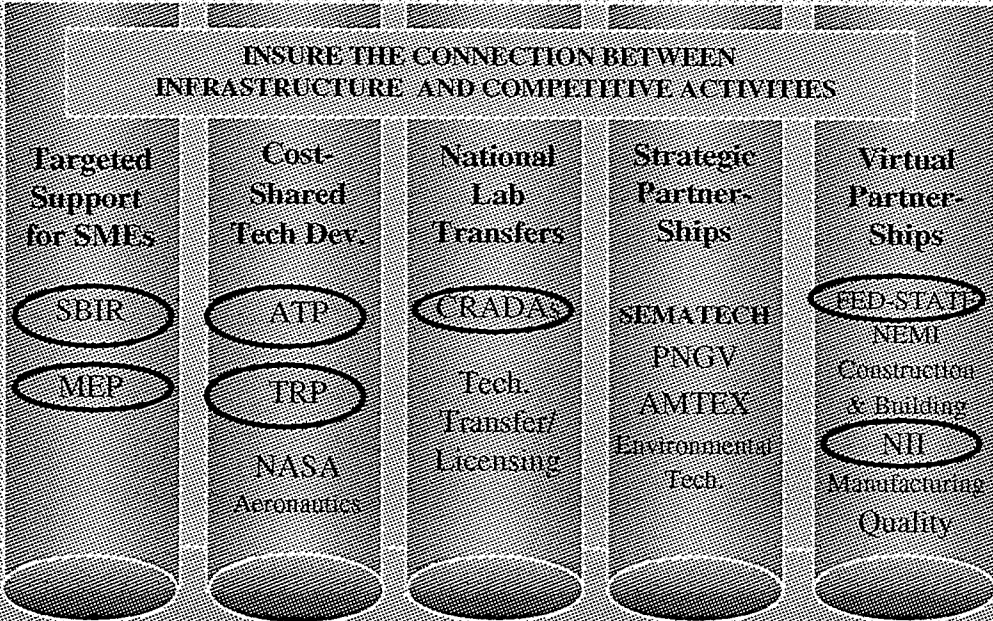 INSURE THE CONNECTION BETWEEN
INFRASTRUCTURE AND COMPETITIVE ACTIVITIES
Targeted
Support
for SMEs
SBIR
MEP
Cost-
Shared
Tech Dev.
ATP
TRP
NASA
Aeronautics
National
Lab
Transfers
CRADAs
Tech.
Transfer/
Licensing
Strategic
Partner-
Ships
SEMATECH
PNGV
AMTEX
Environmental
Tech.
Virtual
Partner-
Ships
FED-STATE
NEMI
Construction
& Building
NII
Manufacturing
Quality